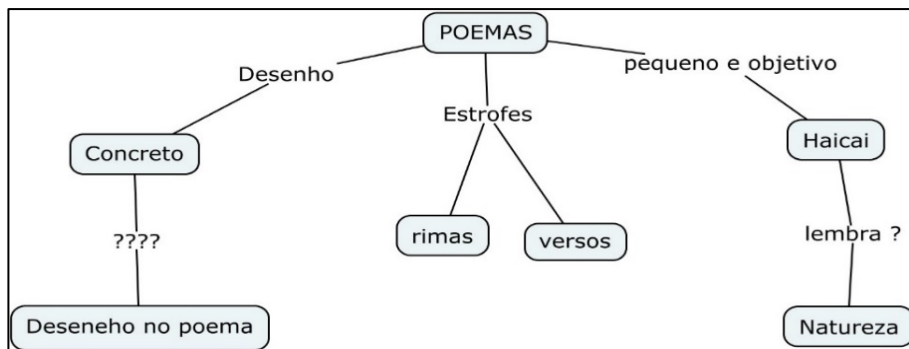 POEMAS
Desenho
pequeno e objetivo
Estrofes
Concreto
Haicai
????
rimas
versos
lembra ?
Deseneho no poema
Natureza